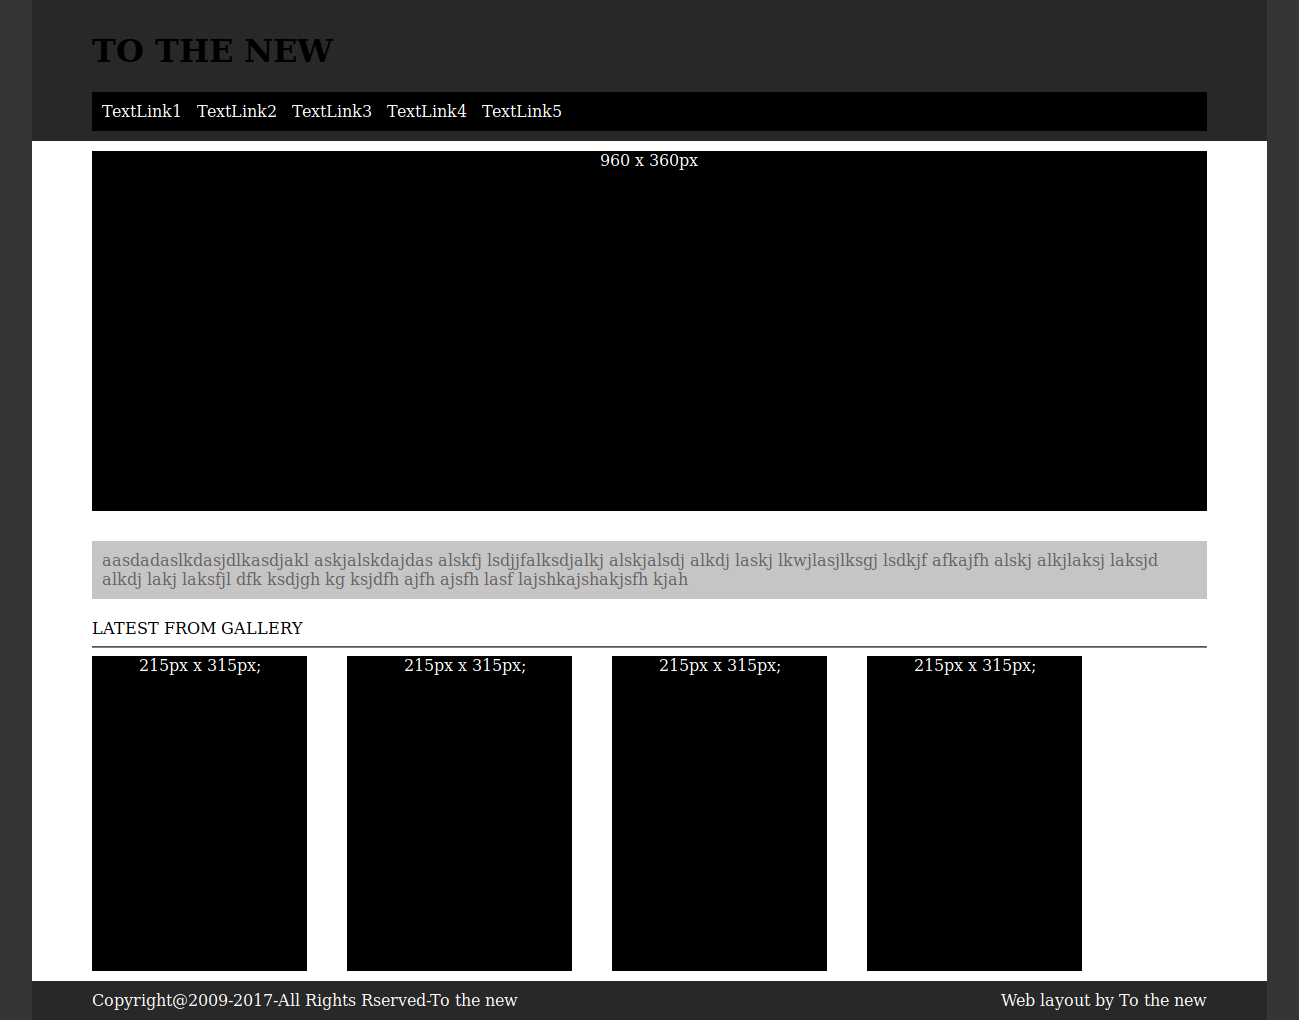 TO THE NEW
TextLink1 TextLink2 TextLink3 TextLink4 TextLink5
960 x 360px
aasdadaslkdasjdlkasdjakl askjalskdajdas alskfj lsdjjfalksdjalkj alskjalsdj alkdj laskj lkwjlasjlksgj lsdkjf afkajfh alskj alkjlaksj laksjd
alkdj lakj laksfjl dfk ksdjgh kg ksjdfh ajfh ajsfh lasf lajshkajshakjsfh kjah
LATEST FROM GALLERY
215px x 315px; 215px x 315px; 215px x 315px; 215px x 315px;
Copyright@2009-2017-All Rights Rserved-To the new Web layout by To the new